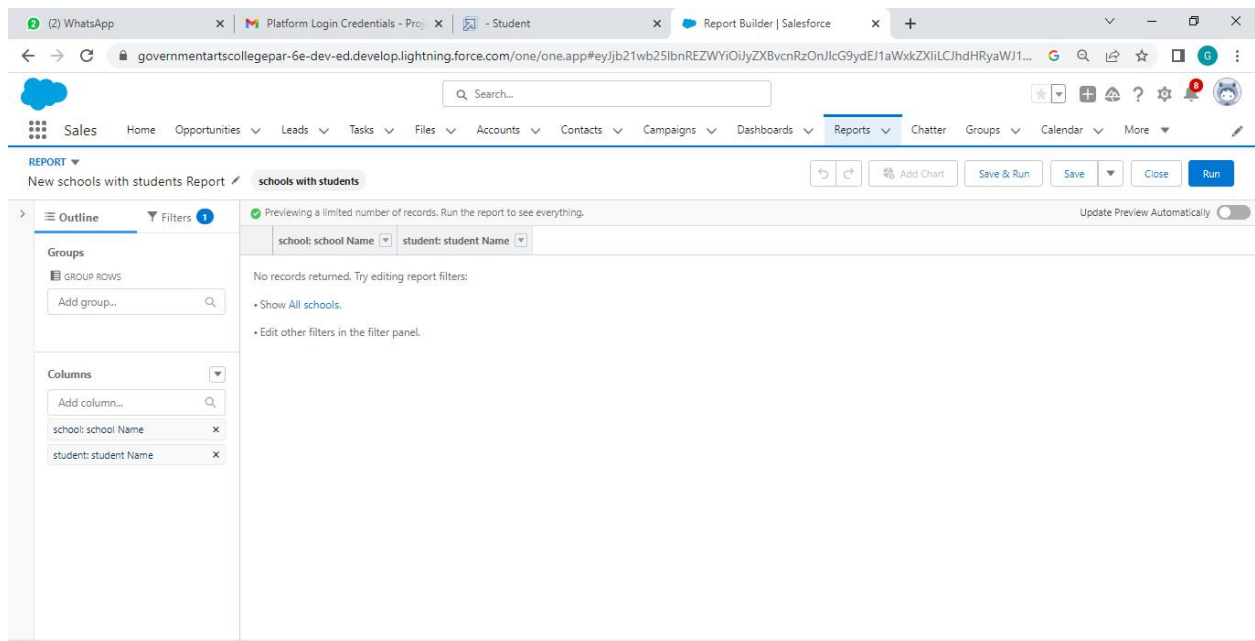 2 (2) WhatsApp
Platform Login Credentials - Proj
- Student
Report Builder | Salesforce
governmentartscollegepar-6e-dev-ed.develop.lightning.force.com/one/one.app#eyJjb21wb25lbnREZWYiOiJyZXBvcnRzOnJlcG9ydEJ1aWxkZXIiLCJhdHRyaWJ1...
G
Search...
8
Sales Home Opportunities Leads Tasks Files Accounts Contacts Campaigns Dashboards Reports Chatter Groups Calendar More
REPORT
New schools with students Report schools with students
Add Chart Save & Run Save Close Run
Outline Filters 1
Previewing a limited number of records. Run the report to see everything. Update Preview Automatically
school: school Name student: student Name
Groups
GROUP ROWS
Add group...
No records returned. Try editing report filters:
• Show All schools.
• Edit other filters in the filter panel.
Columns
Add column...
school: school Name
student: student Name